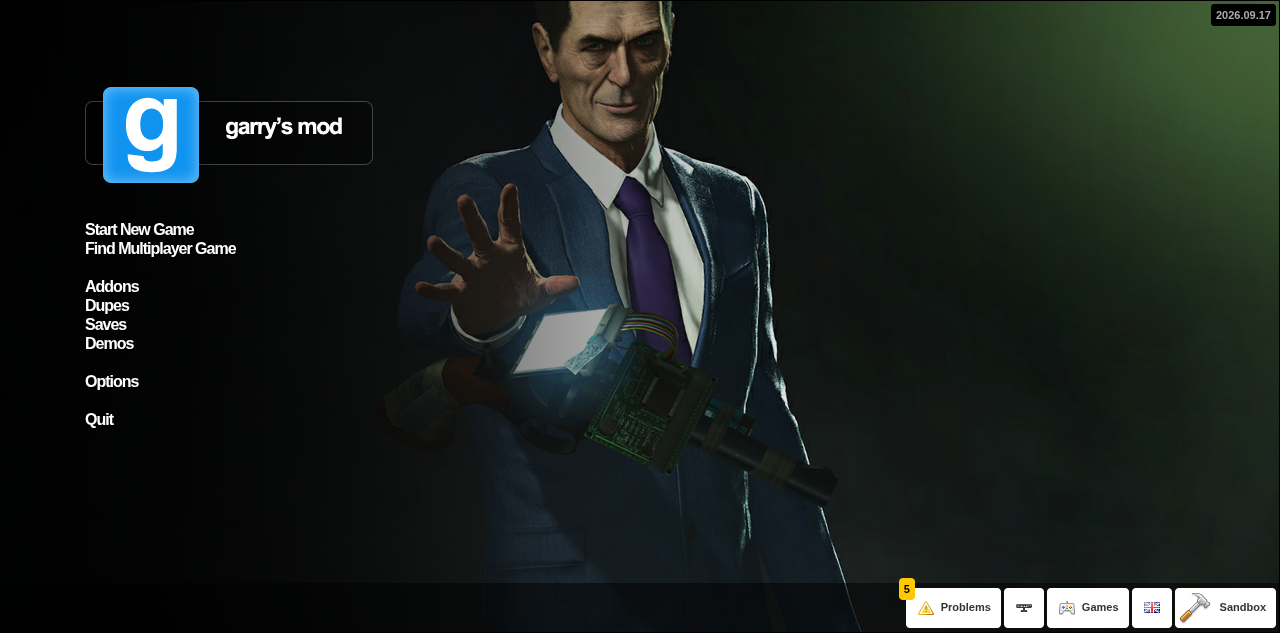 2026.09.17
g
garry's mod
Start New Game
Find Multiplayer Game
Addons
Dupes
Saves
Demos
Options
Quit
5
Problems
Games
Sandbox